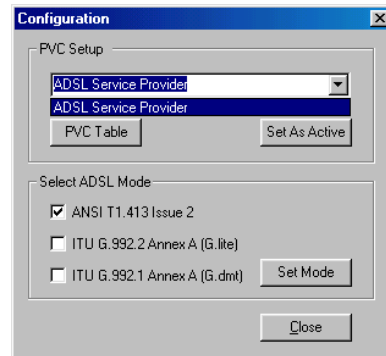 Configuration
PVC Setup
ADSL Service Provider
ADSL Service Provider
PVC Table
Set As Active
Select ADSL Mode
ANSI T1.413 Issue 2
ITU G.992.2 Annex A (G.lite)
ITU G.992.1 Annex A (G.dmt)
Set Mode
Close